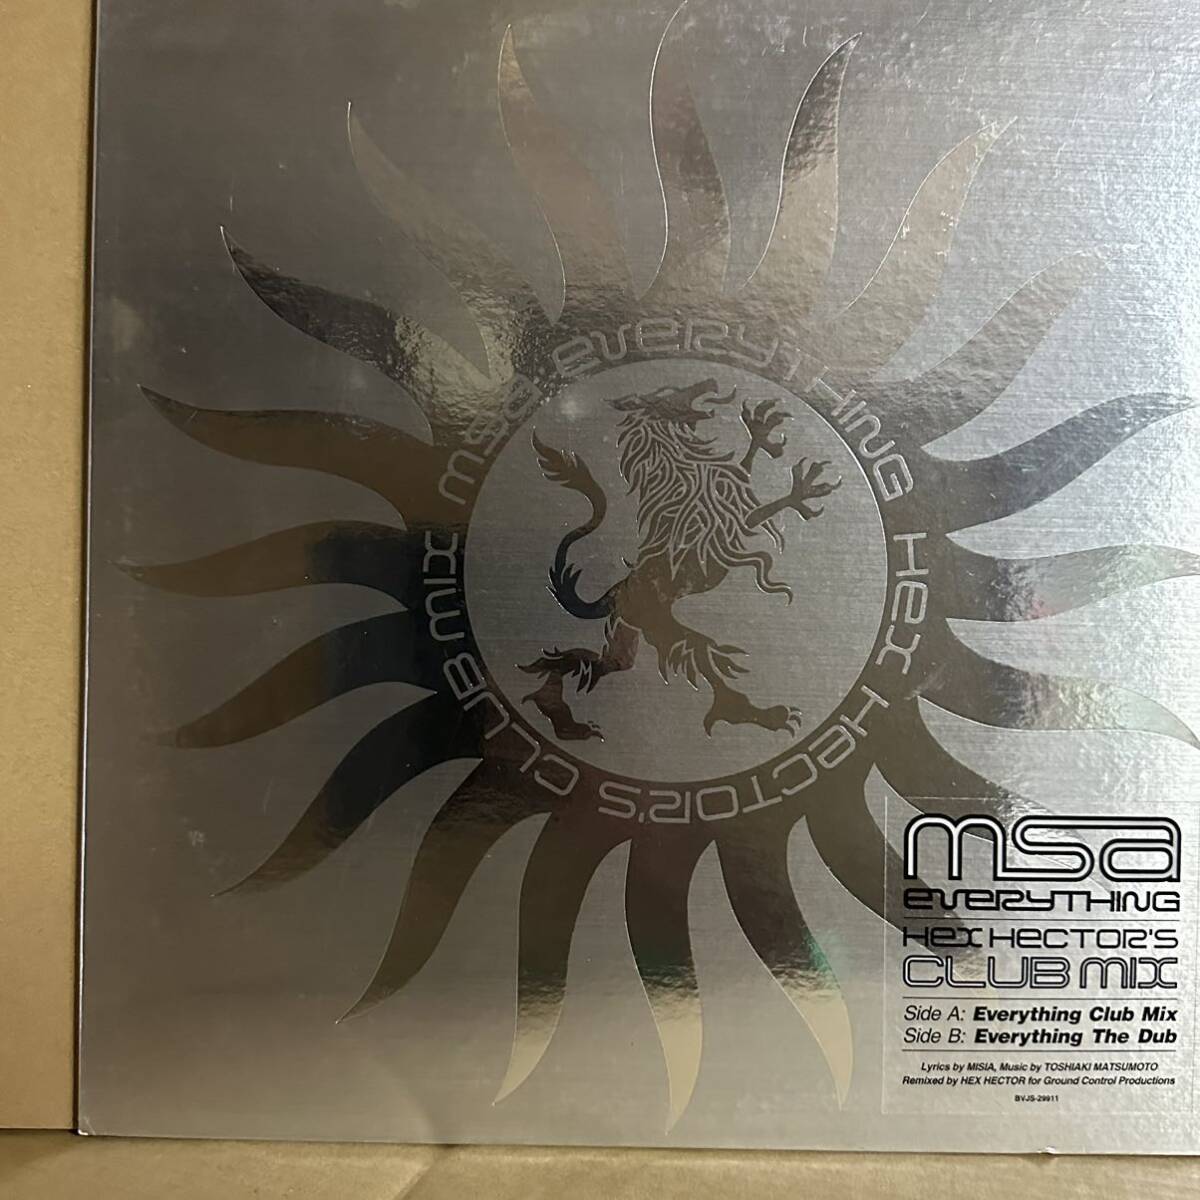 msa everything Hex Hector's Club mix
msa
everything
Hex Hector's
Club mix
Side A: Everything Club Mix
Side B: Everything The Dub
Lyrics by MISIA, Music by TOSHIAKI MATSUMOTO
Remixed by HEX HECTOR for Ground Control Productions
BVJS-29911